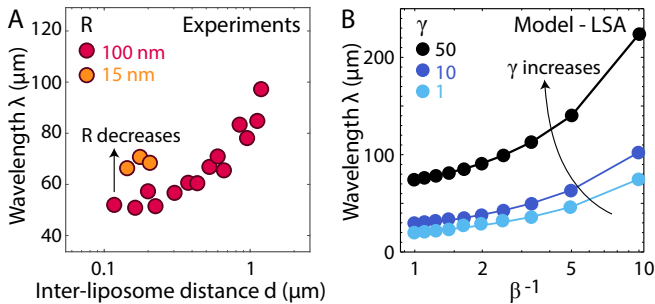 A
R
Experiments
100 nm
15 nm
R decreases
Wavelength λ (μm)
120
100
80
60
40
0.1
1
Inter-liposome distance d (μm)
B
γ
Model - LSA
50
10
1
γ increases
Wavelength λ (μm)
200
100
0
1
2
5
10
β⁻¹